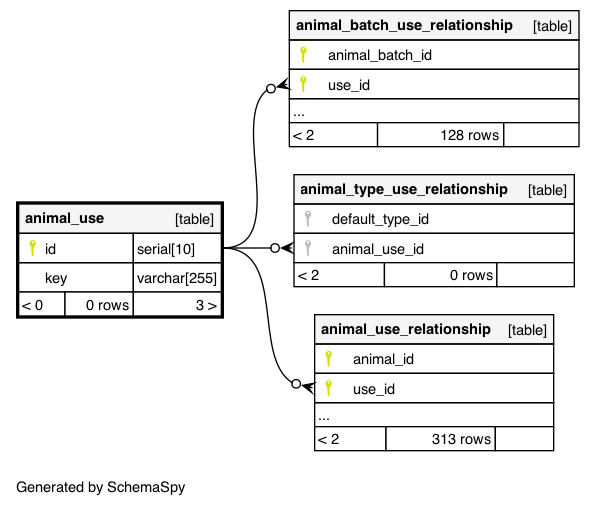 animal_batch_use_relationship [table]
animal_batch_id
use_id
...
< 2 128 rows
animal_type_use_relationship [table]
default_type_id
animal_use_id
< 2 0 rows
animal_use [table]
id serial[10]
key varchar[255]
< 0 0 rows 3 >
animal_use_relationship [table]
animal_id
use_id
...
< 2 313 rows
Generated by SchemaSpy